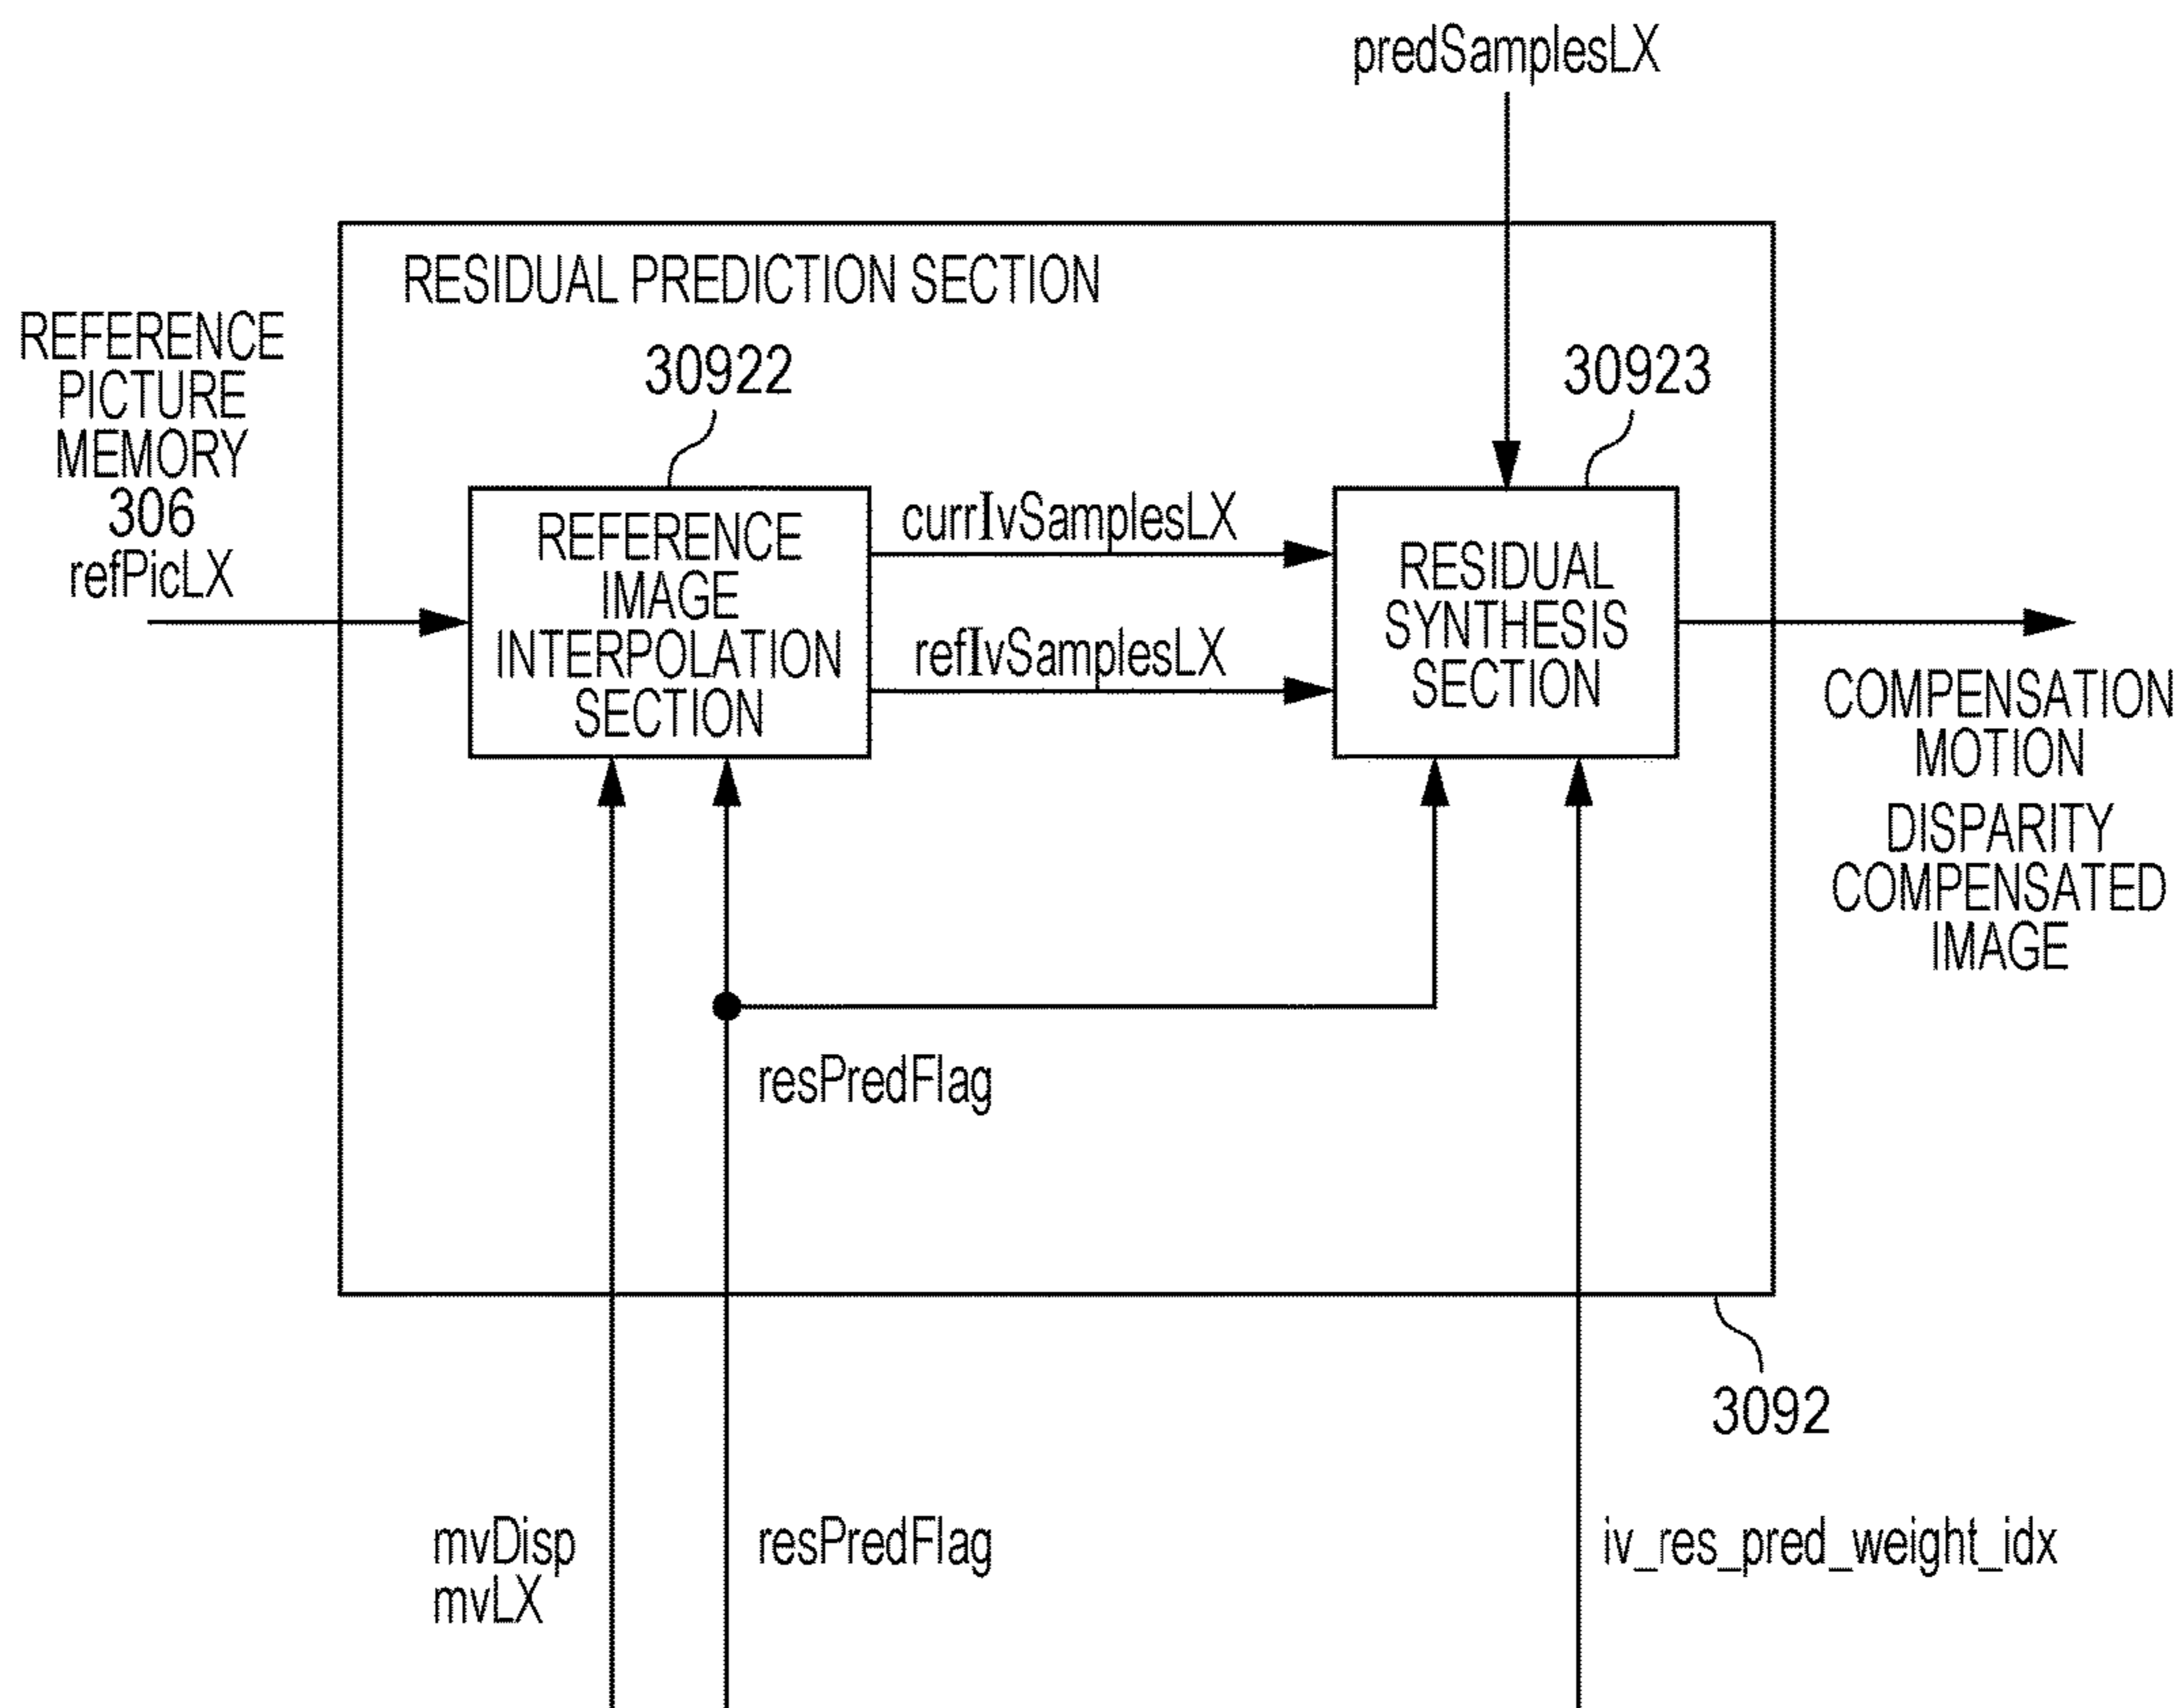 predSamplesLX
RESIDUAL PREDICTION SECTION
REFERENCE
PICTURE
MEMORY
306
refPicLX
30922
30923
REFERENCE
IMAGE
INTERPOLATION
SECTION
currIvSamplesLX
refIvSamplesLX
RESIDUAL
SYNTHESIS
SECTION
COMPENSATION
MOTION
DISPARITY
COMPENSATED
IMAGE
resPredFlag
3092
mvDisp
mvLX
resPredFlag
iv_res_pred_weight_idx